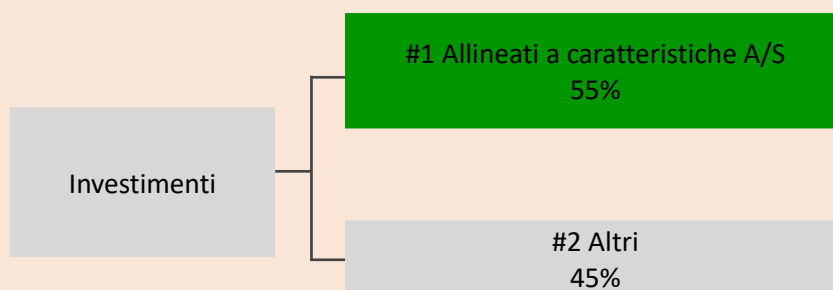 #1 Allineati a caratteristiche A/S
55%
Investimenti
#2 Altri
45%